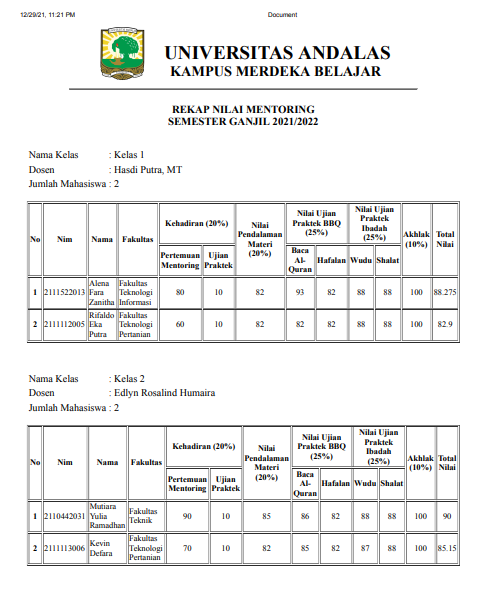 12/29/21, 11:21 PM Document
UNIVERSITAS ANDALAS
KAMPUS MERDEKA BELAJAR
REKAP NILAI MENTORING
SEMESTER GANJIL 2021/2022
Nama Kelas : Kelas 1
Dosen : Hasdi Putra, MT
Jumlah Mahasiswa : 2
No Nim Nama Fakultas Kehadiran (20%) Nilai Pendalaman Materi (20%) Nilai Ujian Praktek BBQ (25%) Nilai Ujian Praktek Ibadah (25%) Akhlak (10%) Total Nilai
Pertemuan Mentoring Ujian Praktek Baca Al-Quran Hafalan Wudu Shalat
1 2111522013 Alena Fara Zanitha Fakultas Teknologi Informasi 80 10 82 93 82 88 88 100 88.275
2 2111112005 Rifaldo Eka Putra Fakultas Teknologi Pertanian 60 10 82 82 82 88 88 100 82.9
Nama Kelas : Kelas 2
Dosen : Edlyn Rosalind Humaira
Jumlah Mahasiswa : 2
No Nim Nama Fakultas Kehadiran (20%) Nilai Pendalaman Materi (20%) Nilai Ujian Praktek BBQ (25%) Nilai Ujian Praktek Ibadah (25%) Akhlak (10%) Total Nilai
Pertemuan Mentoring Ujian Praktek Baca Al-Quran Hafalan Wudu Shalat
1 2110442031 Mutiara Yulia Ramadhan Fakultas Teknik 90 10 85 86 82 88 88 100 90
2 2111113006 Kevin Defara Fakultas Teknologi Pertanian 70 10 82 85 82 87 88 100 85.15